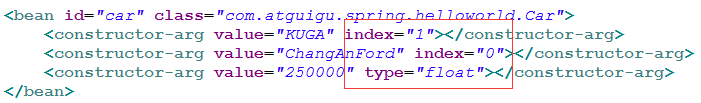 <bean id="car" class="com.atguigu.spring.helloworld.Car">
<constructor-arg value="KUGA" index="1"></constructor-arg>
<constructor-arg value="ChangAnFord" index="0"></constructor-arg>
<constructor-arg value="250000" type="float"></constructor-arg>
</bean>